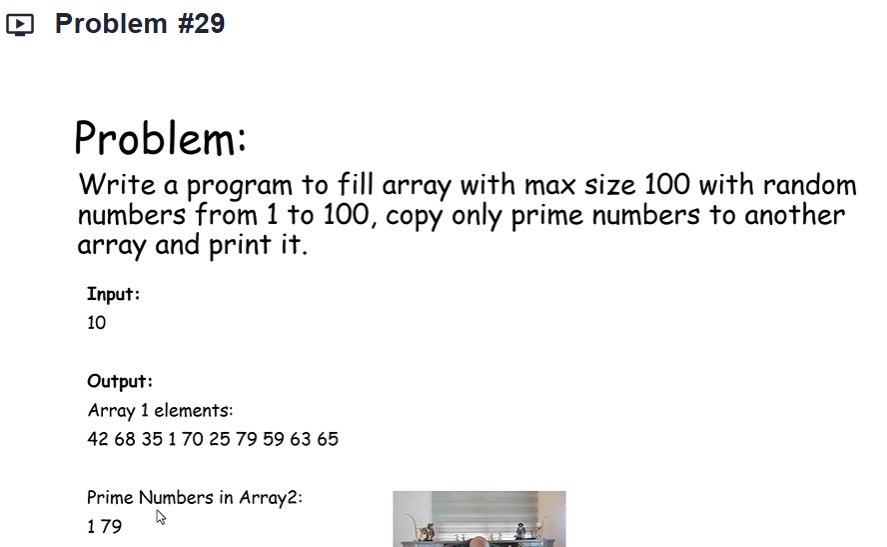 Problem #29
Problem:
Write a program to fill array with max size 100 with random
numbers from 1 to 100, copy only prime numbers to another
array and print it.
Input:
10
Output:
Array 1 elements:
42 68 35 1 70 25 79 59 63 65
Prime Numbers in Array2:
1 79